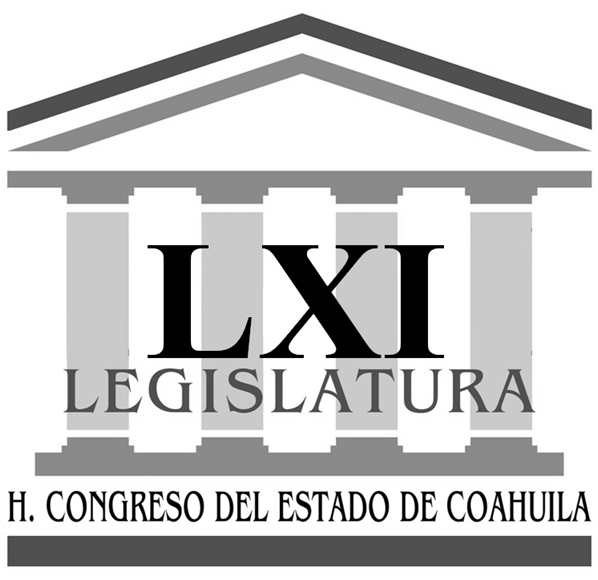 LXI
LEGISLATURA
H. CONGRESO DEL ESTADO DE COAHUILA